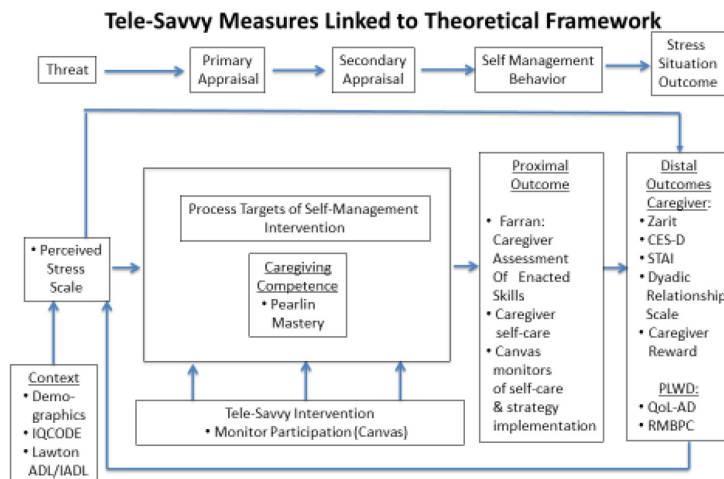 Tele-Savvy Measures Linked to Theoretical Framework
Threat
Primary
Appraisal
Secondary
Appraisal
Self Management
Behavior
Stress
Situation
Outcome
• Perceived
Stress
Scale
Context
• Demo-
graphics
• IQCODE
• Lawton
ADL/IADL
Process Targets of Self-Management
Intervention
Caregiving
Competence
• Pearlin
Mastery
Tele-Savvy Intervention
• Monitor Participation (Canvas)
Proximal
Outcome
• Farran:
Caregiver
Assessment
Of Enacted
Skills
• Caregiver
self-care
• Canvas
monitors
of self-care
& strategy
implementation
Distal
Outcomes
Caregiver:
• Zarit
• CES-D
• STAI
• Dyadic
Relationship
Scale
• Caregiver
Reward
PLWD:
• QoL-AD
• RMBPC